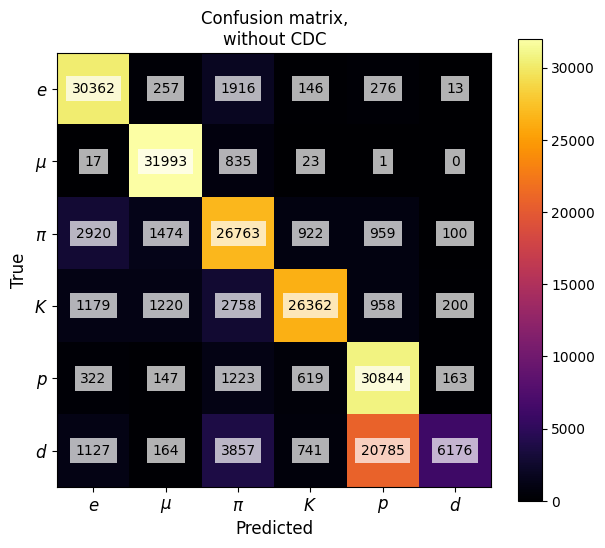 Confusion matrix,
without CDC
30000
25000
20000
15000
10000
5000
0
True
e 30362 257 1916 146 276 13
μ 17 31993 835 23 1 0
π 2920 1474 26763 922 959 100
K 1179 1220 2758 26362 958 200
p 322 147 1223 619 30844 163
d 1127 164 3857 741 20785 6176
e μ π K p d
Predicted